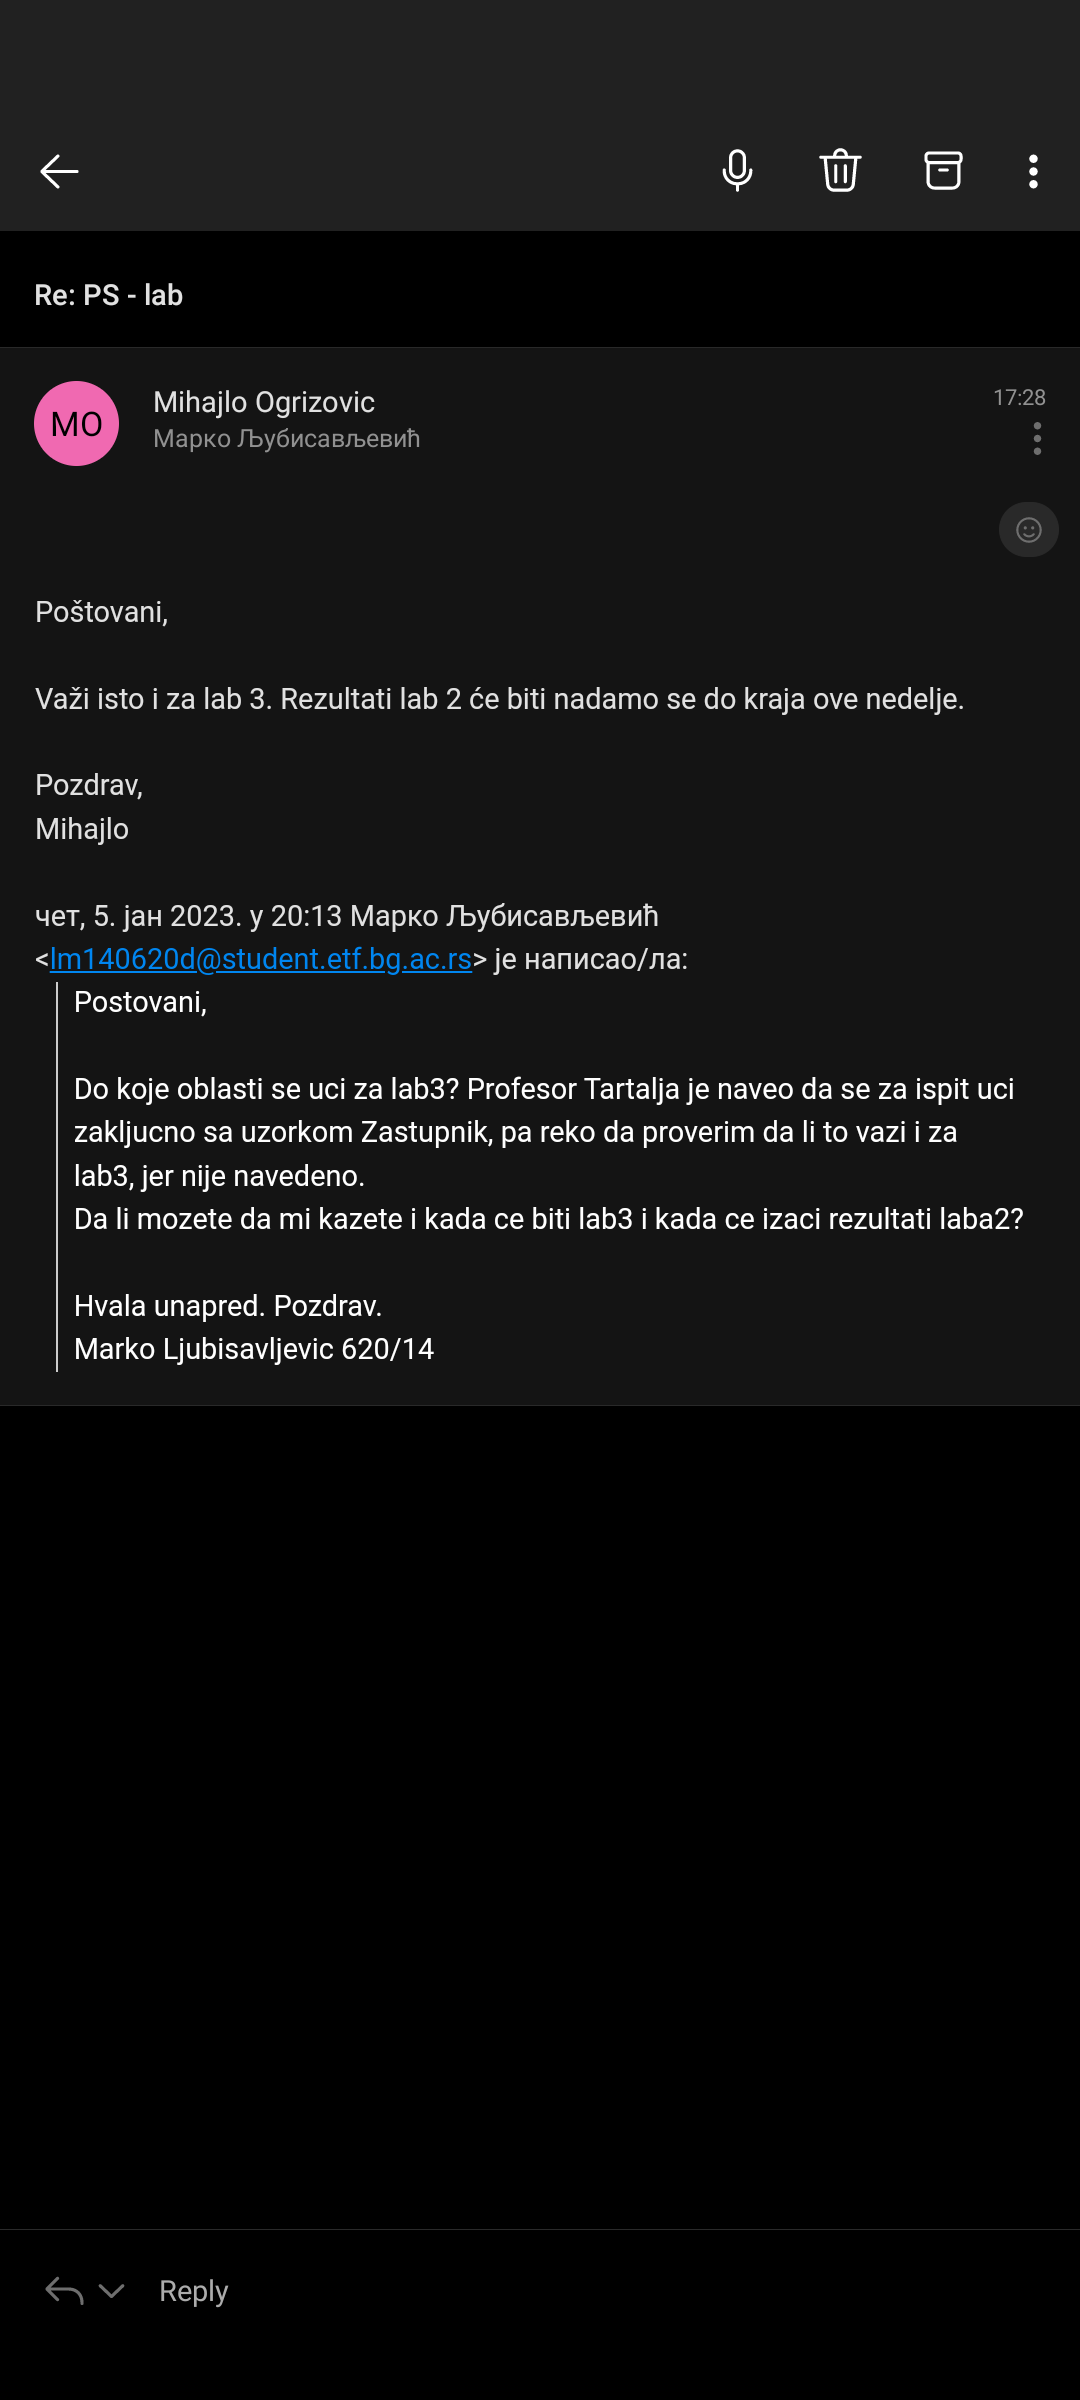 Re: PS - lab
MO
Mihajlo Ogrizovic
17:28
Марко Љубисављевић
Poštovani,
Važi isto i za lab 3. Rezultati lab 2 će biti nadamo se do kraja ove nedelje.
Pozdrav,
Mihajlo
чет, 5. јан 2023. у 20:13 Марко Љубисављевић
<lm140620d@student.etf.bg.ac.rs> је написао/ла:
Postovani,
Do koje oblasti se uci za lab3? Profesor Tartalja je naveo da se za ispit uci
zakljucno sa uzorkom Zastupnik, pa reko da proverim da li to vazi i za
lab3, jer nije navedeno.
Da li mozete da mi kazete i kada ce biti lab3 i kada ce izaci rezultati laba2?
Hvala unapred. Pozdrav.
Marko Ljubisavljevic 620/14
Reply